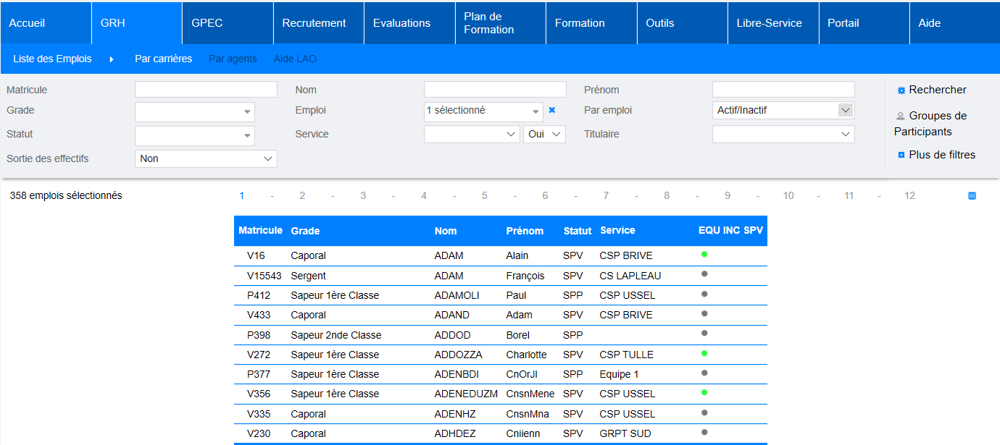 Accueil GRH GPEC Recrutement Evaluations Plan de Formation Formation Outils Libre-Service Portail Aide
Liste des Emplois Par carrières Par agents Aide LAO
Matricule Nom Prénom Rechercher
Grade Emploi 1 sélectionné Par emploi Actif/Inactif Groupes de Participants
Statut Service Oui Titulaire
Sortie des effectifs Non Plus de filtres
358 emplois sélectionnés 1 - 2 - 3 - 4 - 5 - 6 - 7 - 8 - 9 - 10 - 11 - 12
Matricule Grade Nom Prénom Statut Service EQU INC SPV
V16 Caporal ADAM Alain SPV CSP BRIVE
V15543 Sergent ADAM François SPV CS LAPLEAU
P412 Sapeur 1ère Classe ADAMOLI Paul SPP CSP USSEL
V433 Caporal ADAND Adam SPV CSP BRIVE
P398 Sapeur 2nde Classe ADDOD Borel SPP
V272 Sapeur 1ère Classe ADDOZZA Charlotte SPV CSP TULLE
P377 Sapeur 1ère Classe ADENBDI CnOrJI SPP Equipe 1
V356 Sapeur 1ère Classe ADENEDUZM CnsnMene SPV CSP USSEL
V335 Caporal ADENHZ CnsnMna SPV CSP USSEL
V230 Caporal ADHDEZ Cniienn SPV GRPT SUD